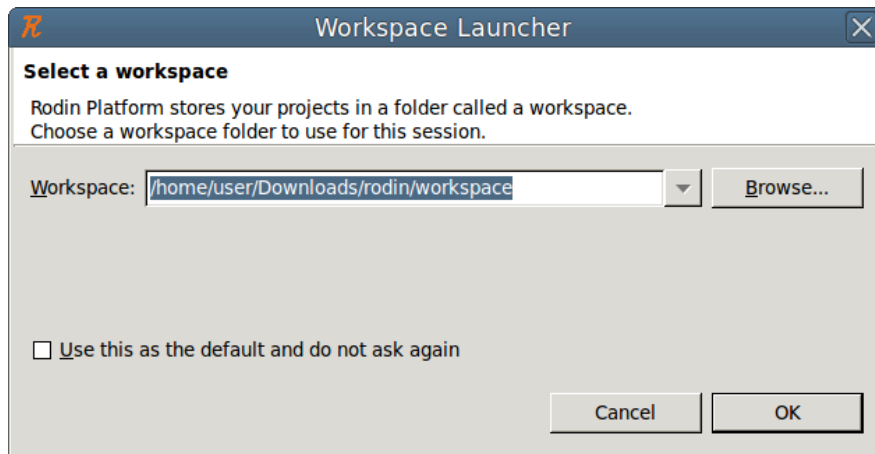 Workspace Launcher
Select a workspace
Rodin Platform stores your projects in a folder called a workspace.
Choose a workspace folder to use for this session.
Workspace: /home/user/Downloads/rodin/workspace Browse...
Use this as the default and do not ask again
Cancel OK